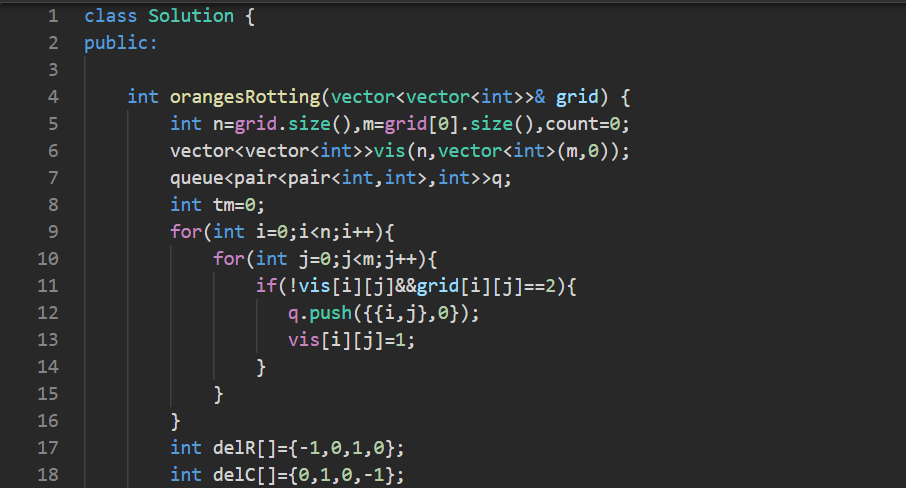 1 class Solution {
2 public:
3
4 int orangesRotting(vector<vector<int>>& grid) {
5 int n=grid.size(),m=grid[0].size(),count=0;
6 vector<vector<int>>vis(n,vector<int>(m,0));
7 queue<pair<pair<int,int>,int>>q;
8 int tm=0;
9 for(int i=0;i<n;i++){
10 for(int j=0;j<m;j++){
11 if(!vis[i][j]&&grid[i][j]==2){
12 q.push({{i,j},0});
13 vis[i][j]=1;
14 }
15 }
16 }
17 int delR[]={-1,0,1,0};
18 int delC[]={0,1,0,-1};